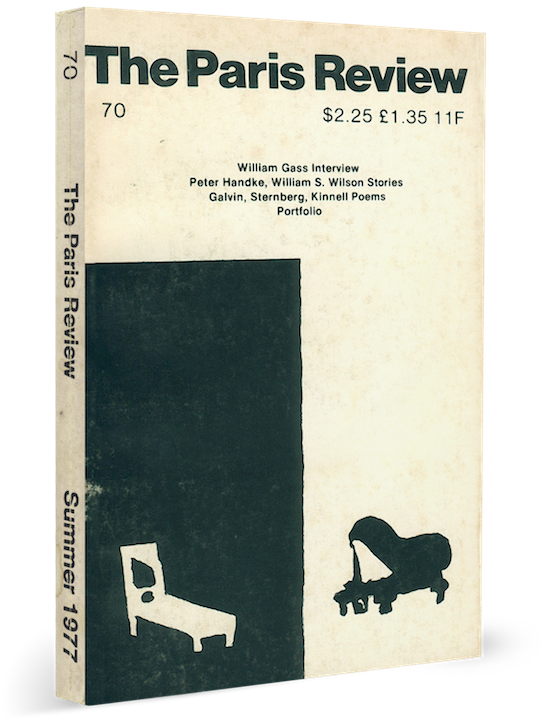 70
The Paris Review
Summer 1977
The Paris Review
70
$2.25 £1.35 11F
William Gass Interview
Peter Handke, William S. Wilson Stories
Galvin, Sternberg, Kinnell Poems
Portfolio